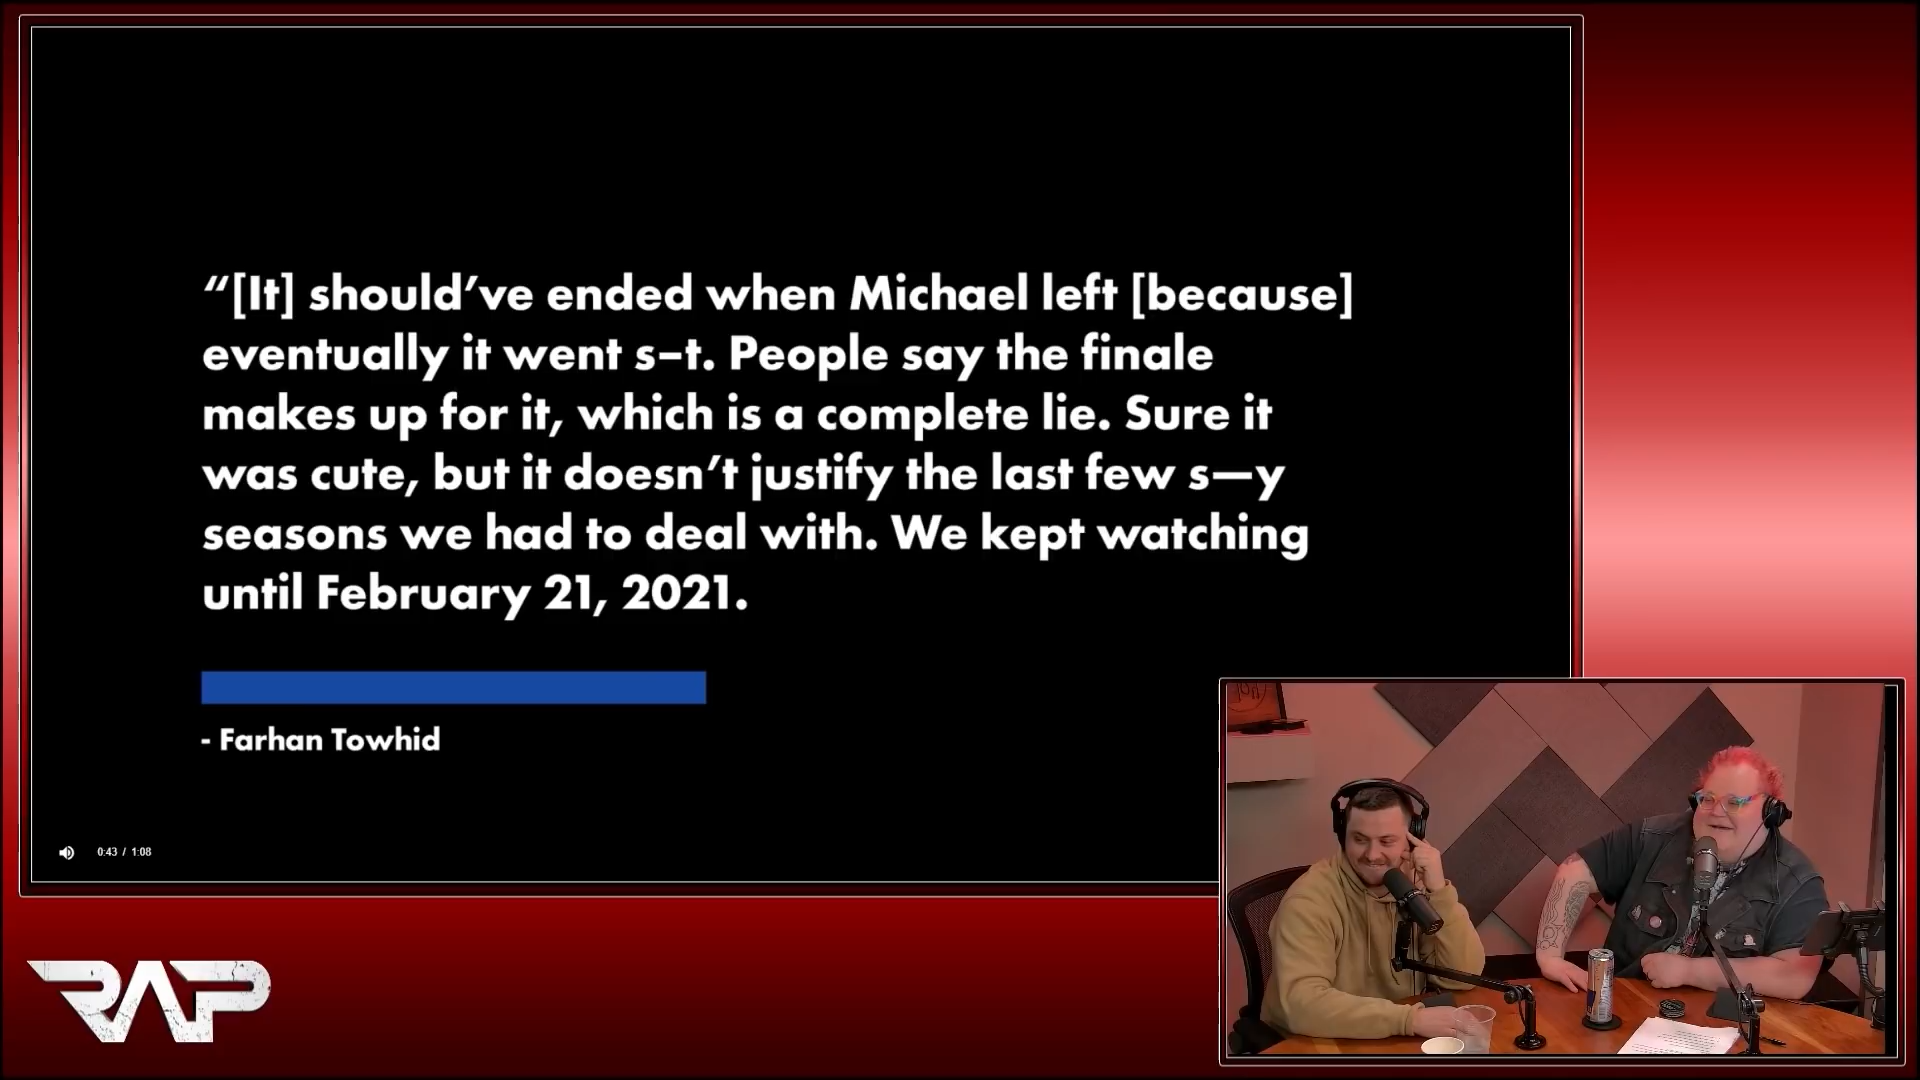 “[It] should’ve ended when Michael left [because]
eventually it went s–t. People say the finale
makes up for it, which is a complete lie. Sure it
was cute, but it doesn’t justify the last few s—y
seasons we had to deal with. We kept watching
until February 21, 2021.
- Farhan Towhid
0:43 / 1:08
RAP